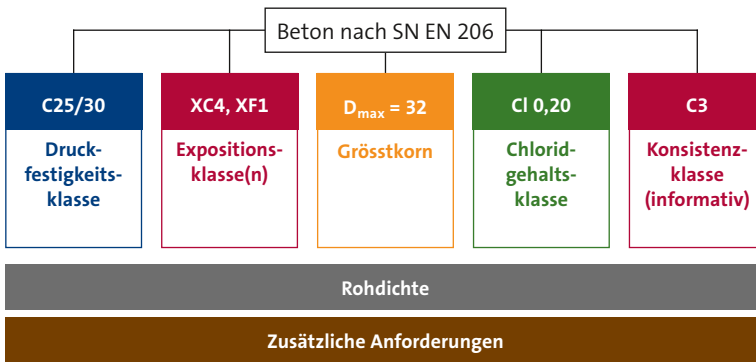 Beton nach SN EN 206
C25/30
XC4, XF1
Dmax = 32
Cl 0,20
C3
Druck-
festigkeits-
klasse
Expositions-
klasse(n)
Grösstkorn
Chlorid-
gehalts-
klasse
Konsistenz-
klasse
(informativ)
Rohdichte
Zusätzliche Anforderungen